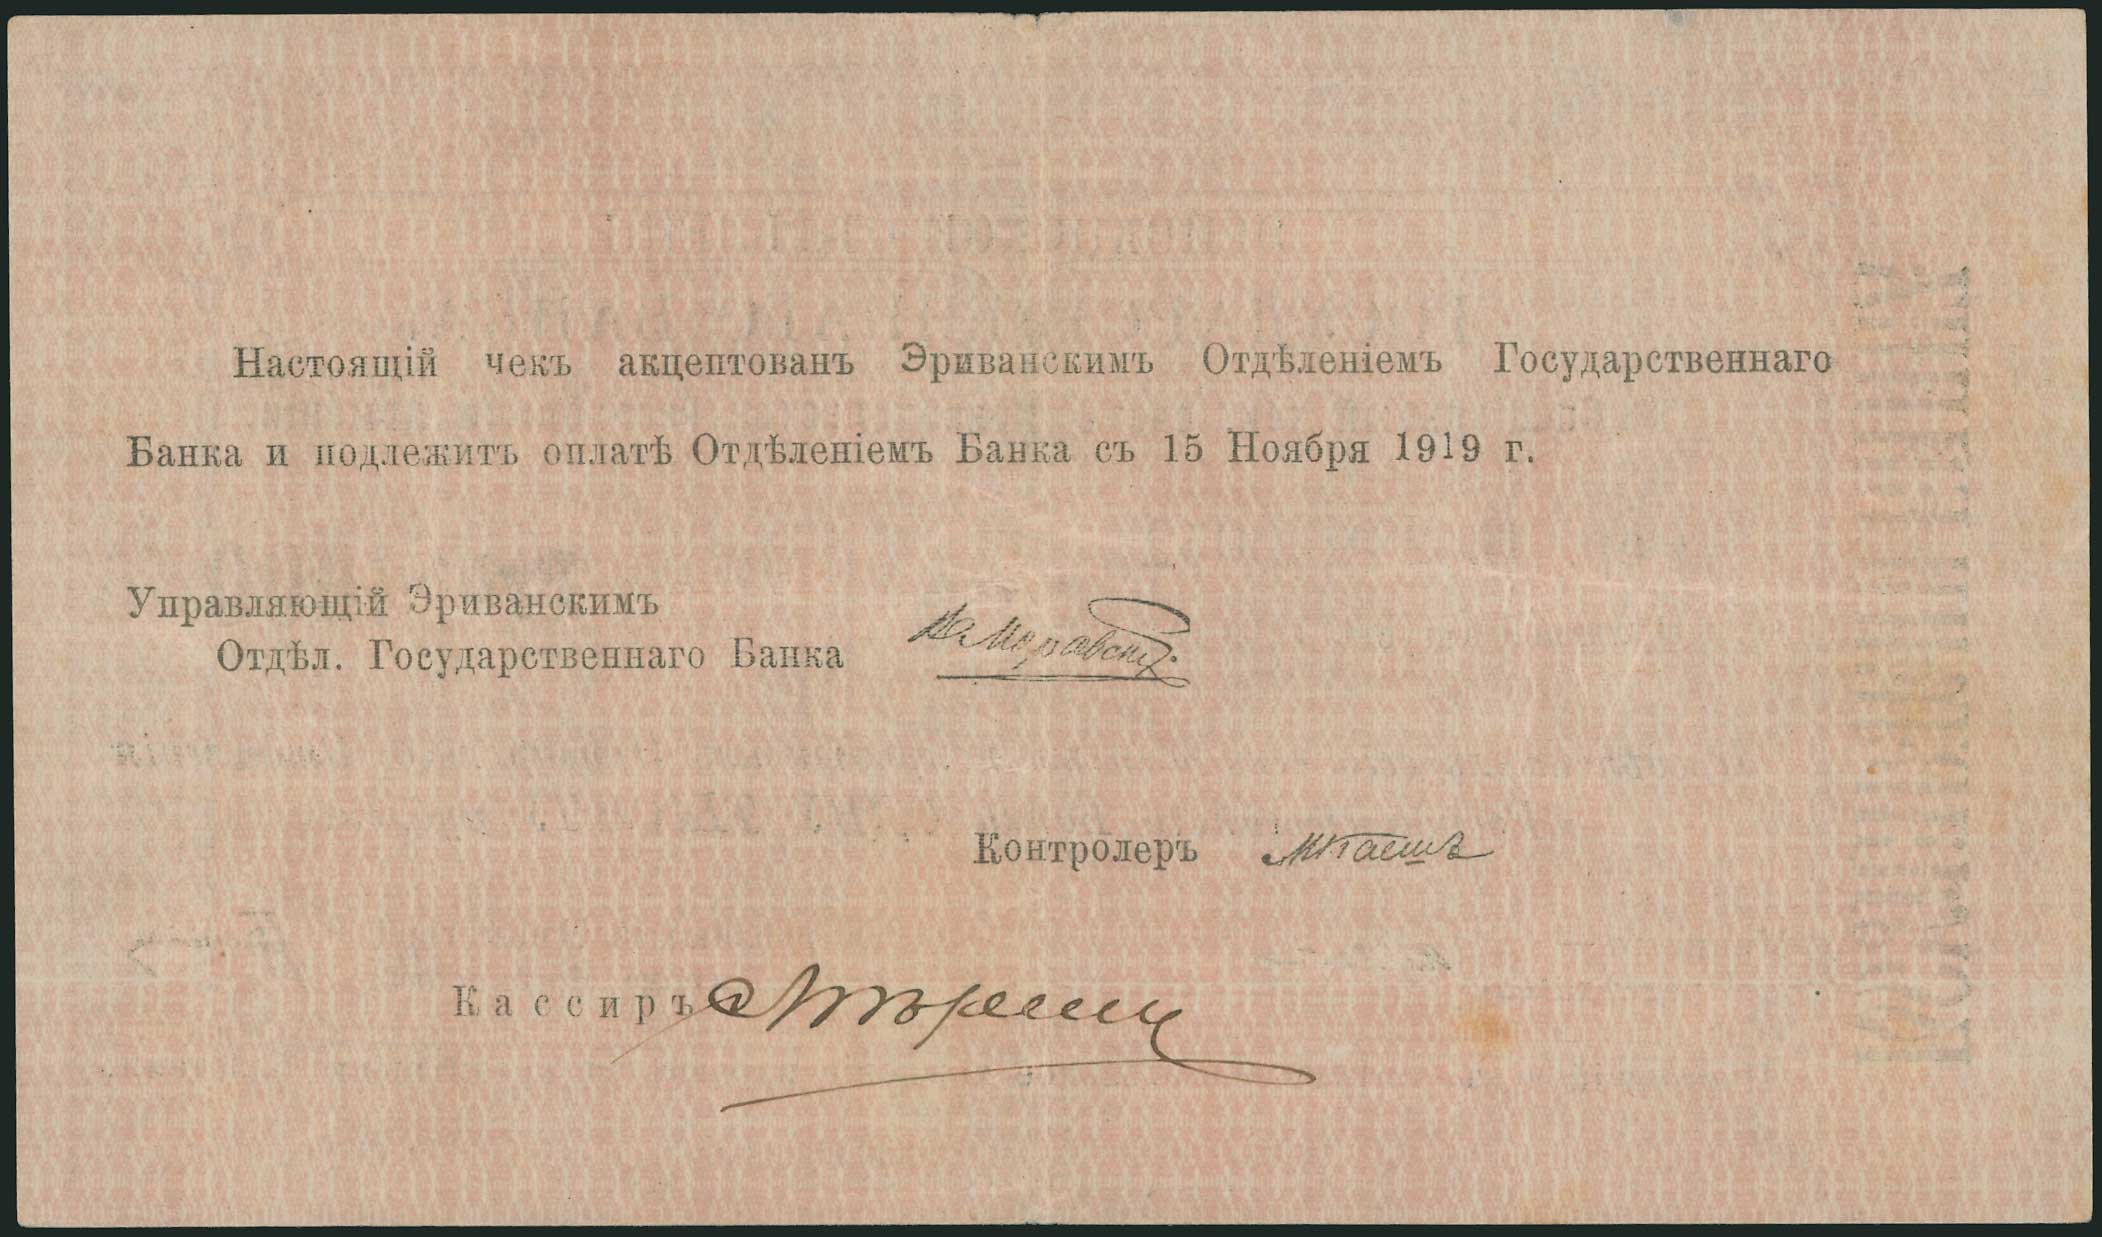 Настоящій чекъ акцептованъ Эриванскимъ Отдѣленіемъ Государственнаго
Банка и подлежитъ оплатѣ Отдѣленіемъ Банка съ 15 Ноября 1919 г.
Управляющій Эриванскимъ
Отдѣл. Государственнаго Банка
Контролеръ
Кассиръ